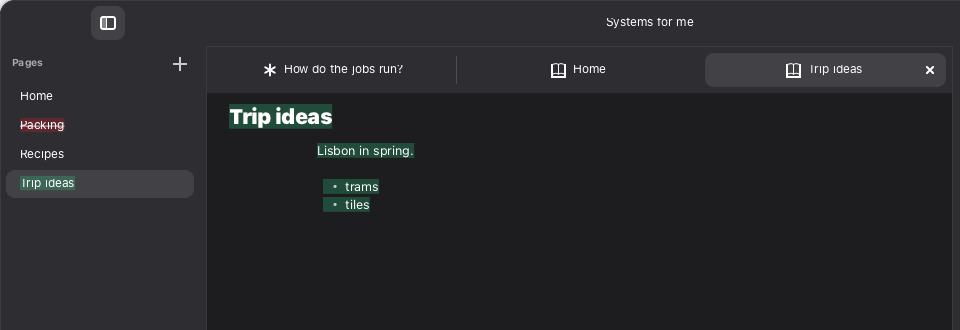 Systems for me
Pages
Home
Packing
Recipes
Trip ideas
How do the jobs run?
Home
Trip ideas
Trip ideas
Lisbon in spring.
• trams
• tiles